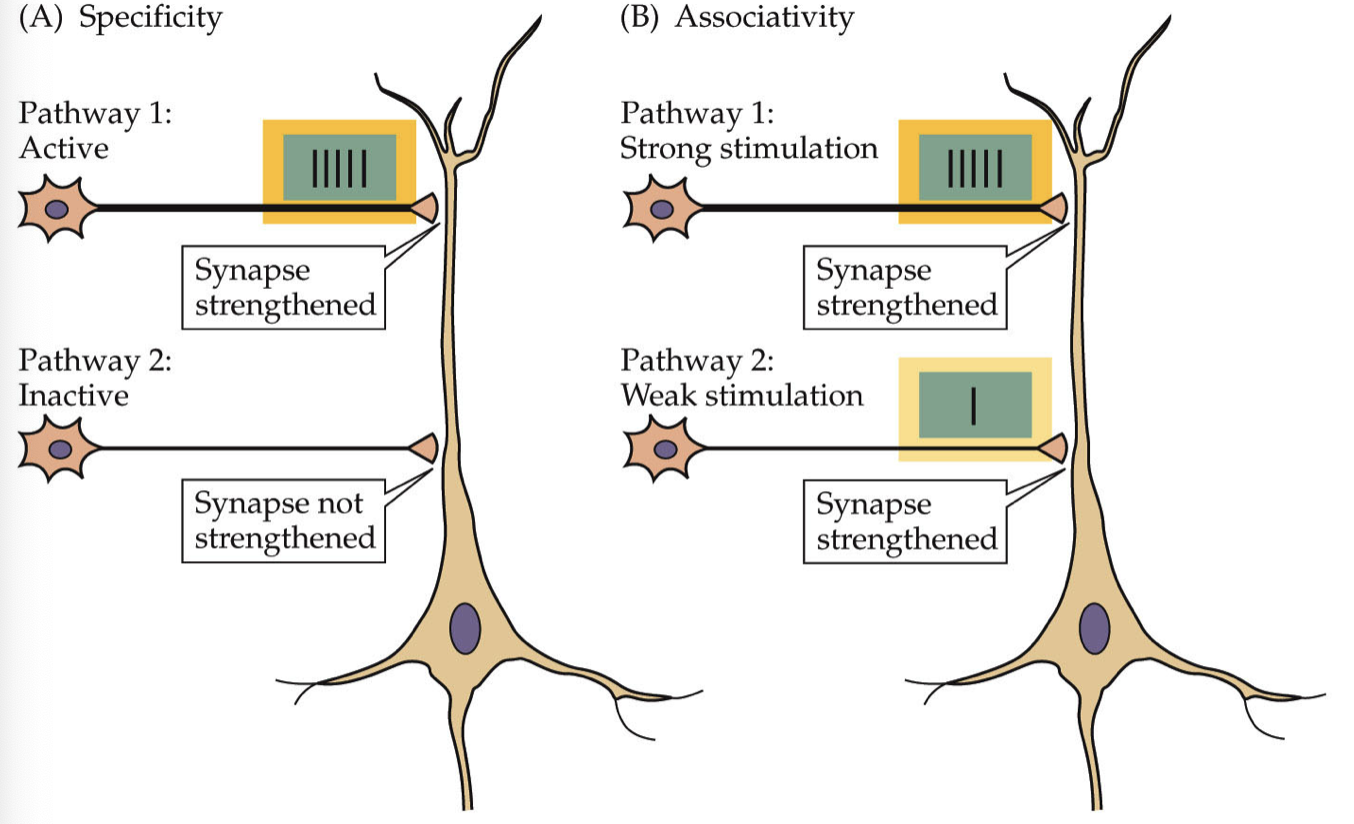 (A) Specificity
Pathway 1:
Active
Synapse
strengthened
Pathway 2:
Inactive
Synapse not
strengthened
(B) Associativity
Pathway 1:
Strong stimulation
Synapse
strengthened
Pathway 2:
Weak stimulation
Synapse
strengthened